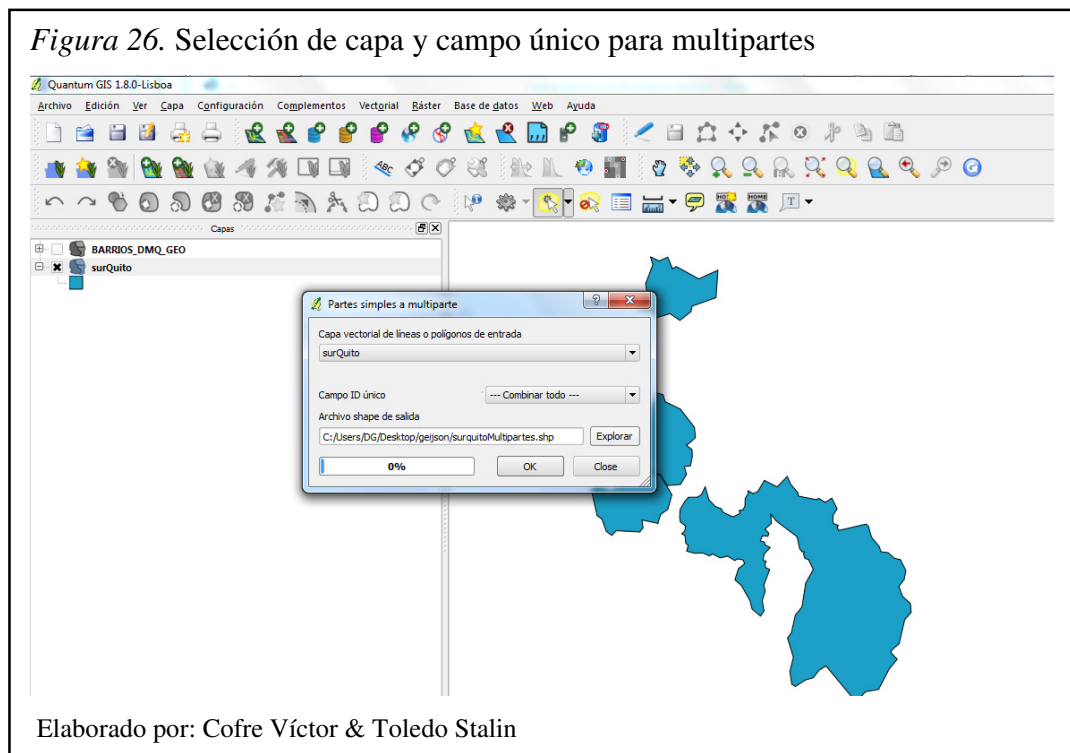 Figura 26. Selección de capa y campo único para multipartes
Quantum GIS 1.8.0-Lisboa
Archivo Edición Ver Capa Configuración Complementos Vectorial Ráster Base de datos Web Ayuda
Capas
BARRIOS_DMQ_GEO
surQuito
Partes simples a multiparte
Capa vectorial de líneas o polígonos de entrada
surQuito
Campo ID único --- Combinar todo ---
Archivo shape de salida
C:/Users/DG/Desktop/geijson/surquitoMultipartes.shp Explorar
0% OK Close
Elaborado por: Cofre Víctor & Toledo Stalin